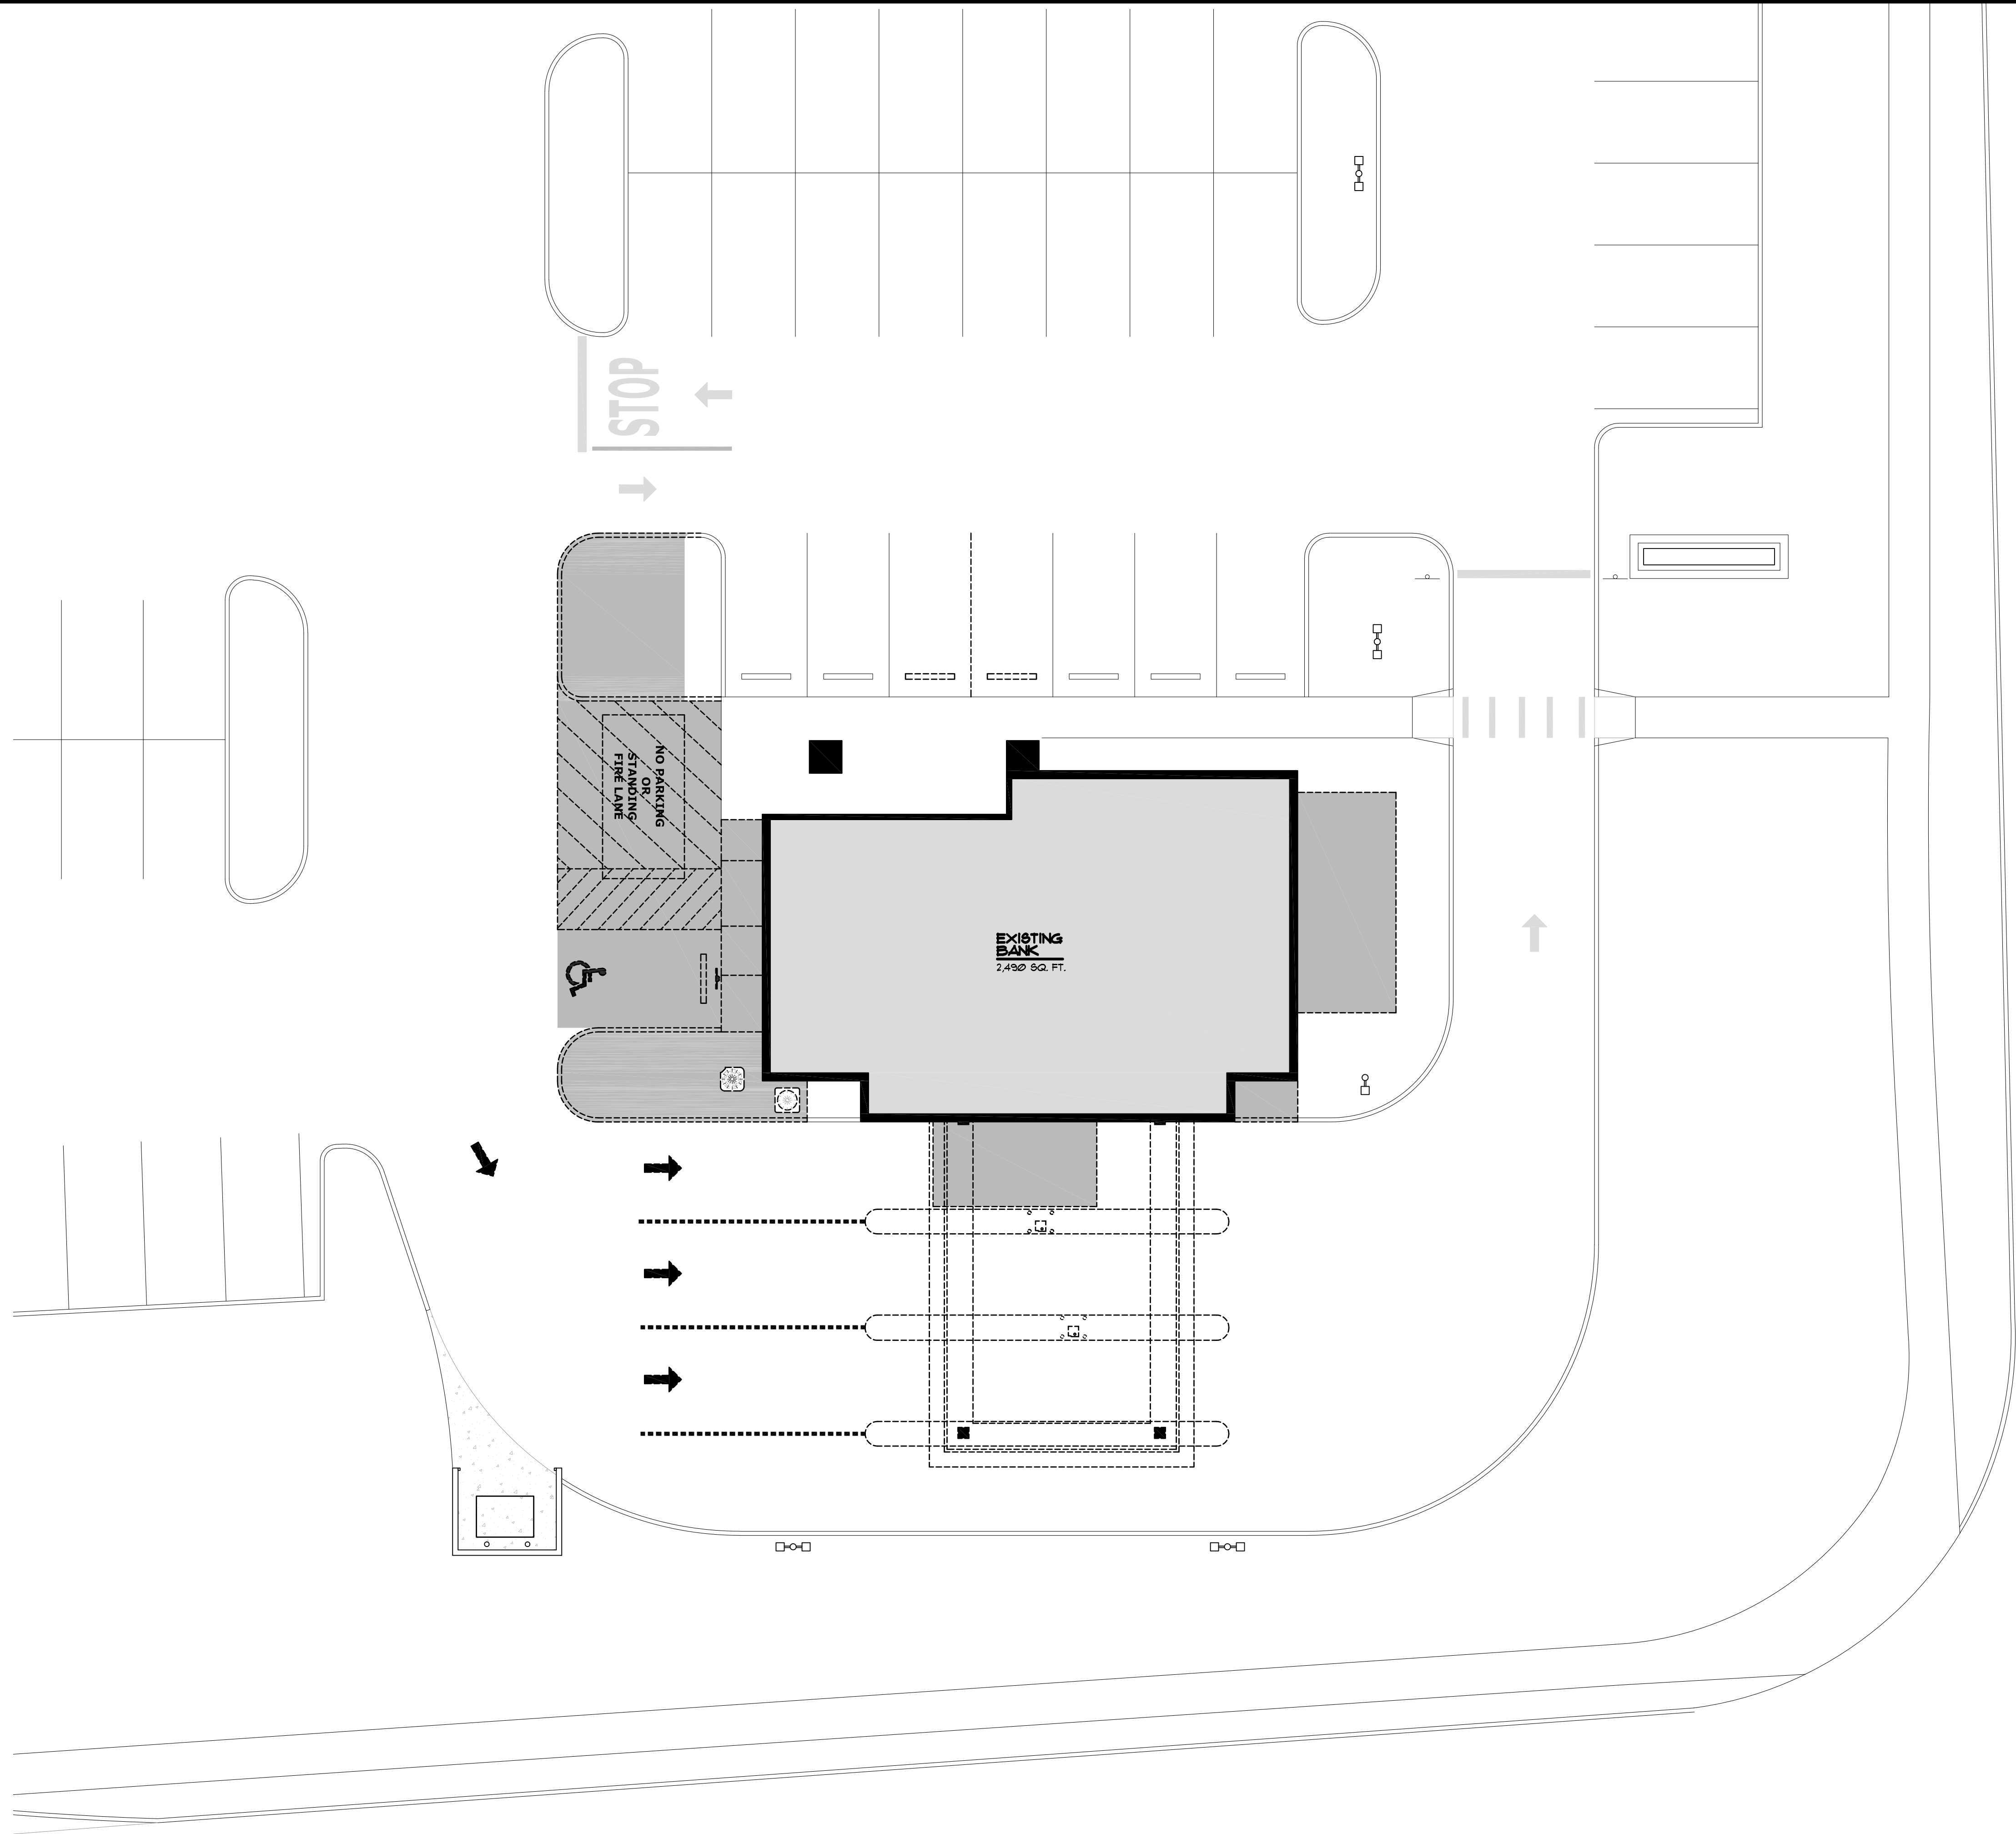 STOP
NO PARKING
OR
STANDING
FIRE LANE
EXISTING
BANK
2,490 SQ. FT.